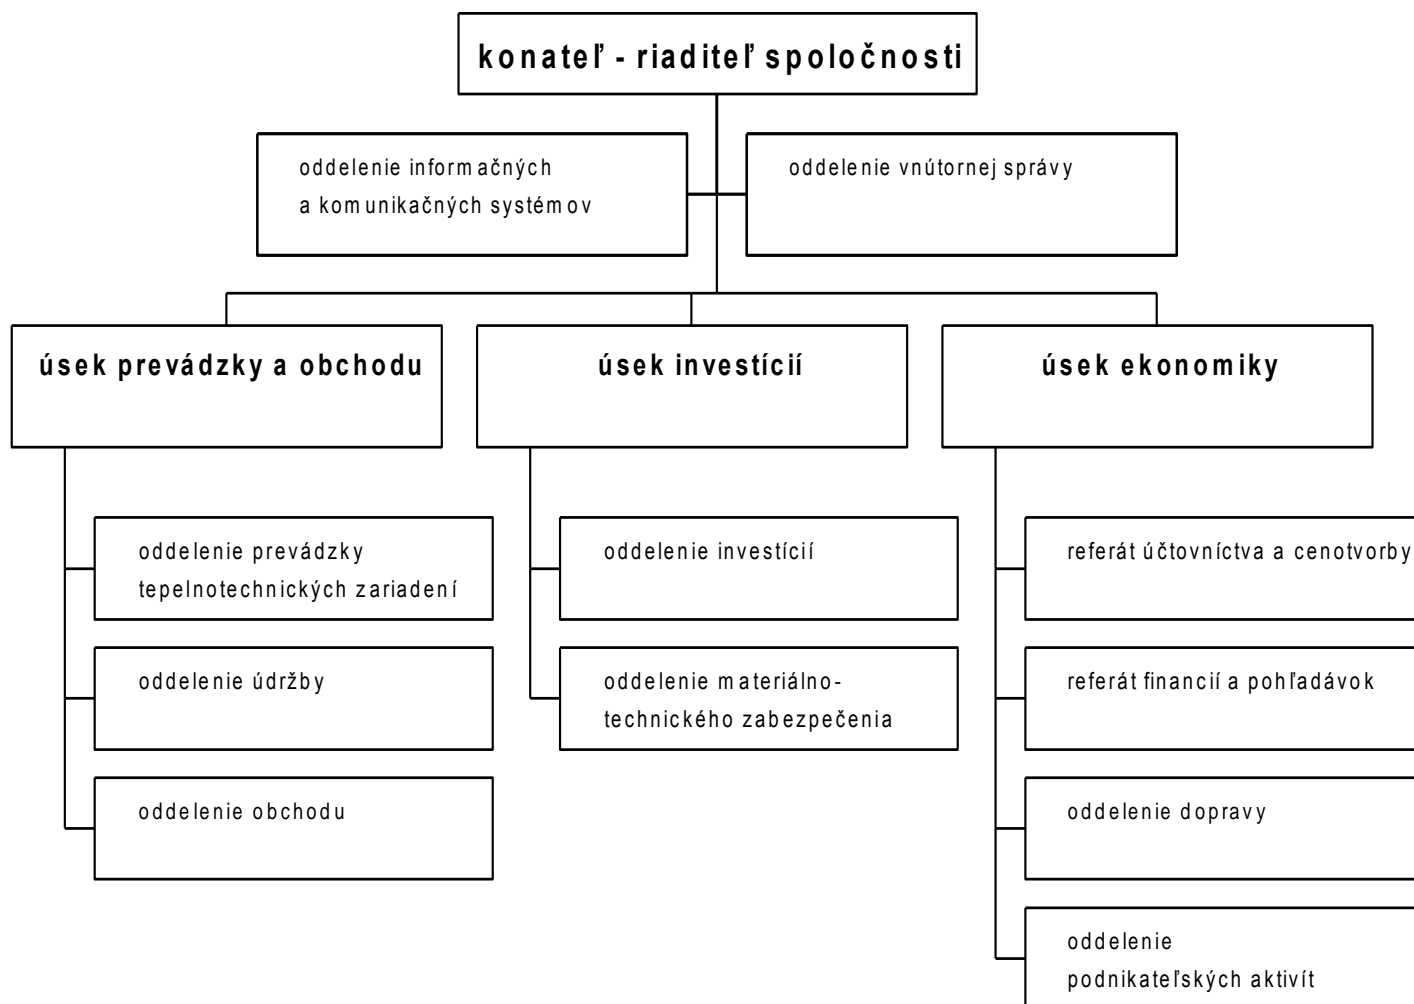 konateľ - riaditeľ spoločnosti
oddelenie informačných
a komunikačných systémov
oddelenie vnútornej správy
úsek prevádzky a obchodu
úsek investícií
úsek ekonomiky
oddelenie prevádzky
tepelnotechnických zariadení
oddelenie údržby
oddelenie obchodu
oddelenie investícií
oddelenie materiálno-
technického zabezpečenia
referát účtovníctva a cenotvorby
referát financií a pohľadávok
oddelenie dopravy
oddelenie
podnikateľských aktivít